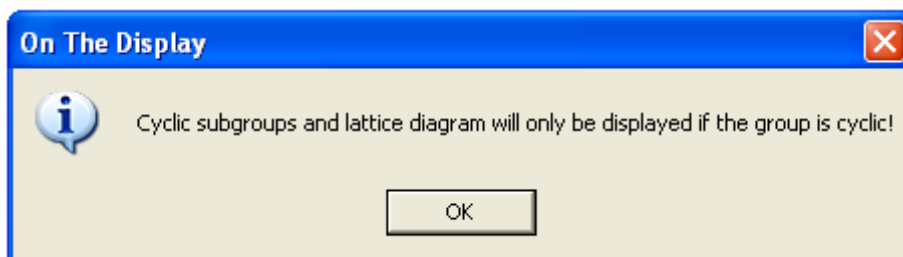 On The Display
Cyclic subgroups and lattice diagram will only be displayed if the group is cyclic!
OK